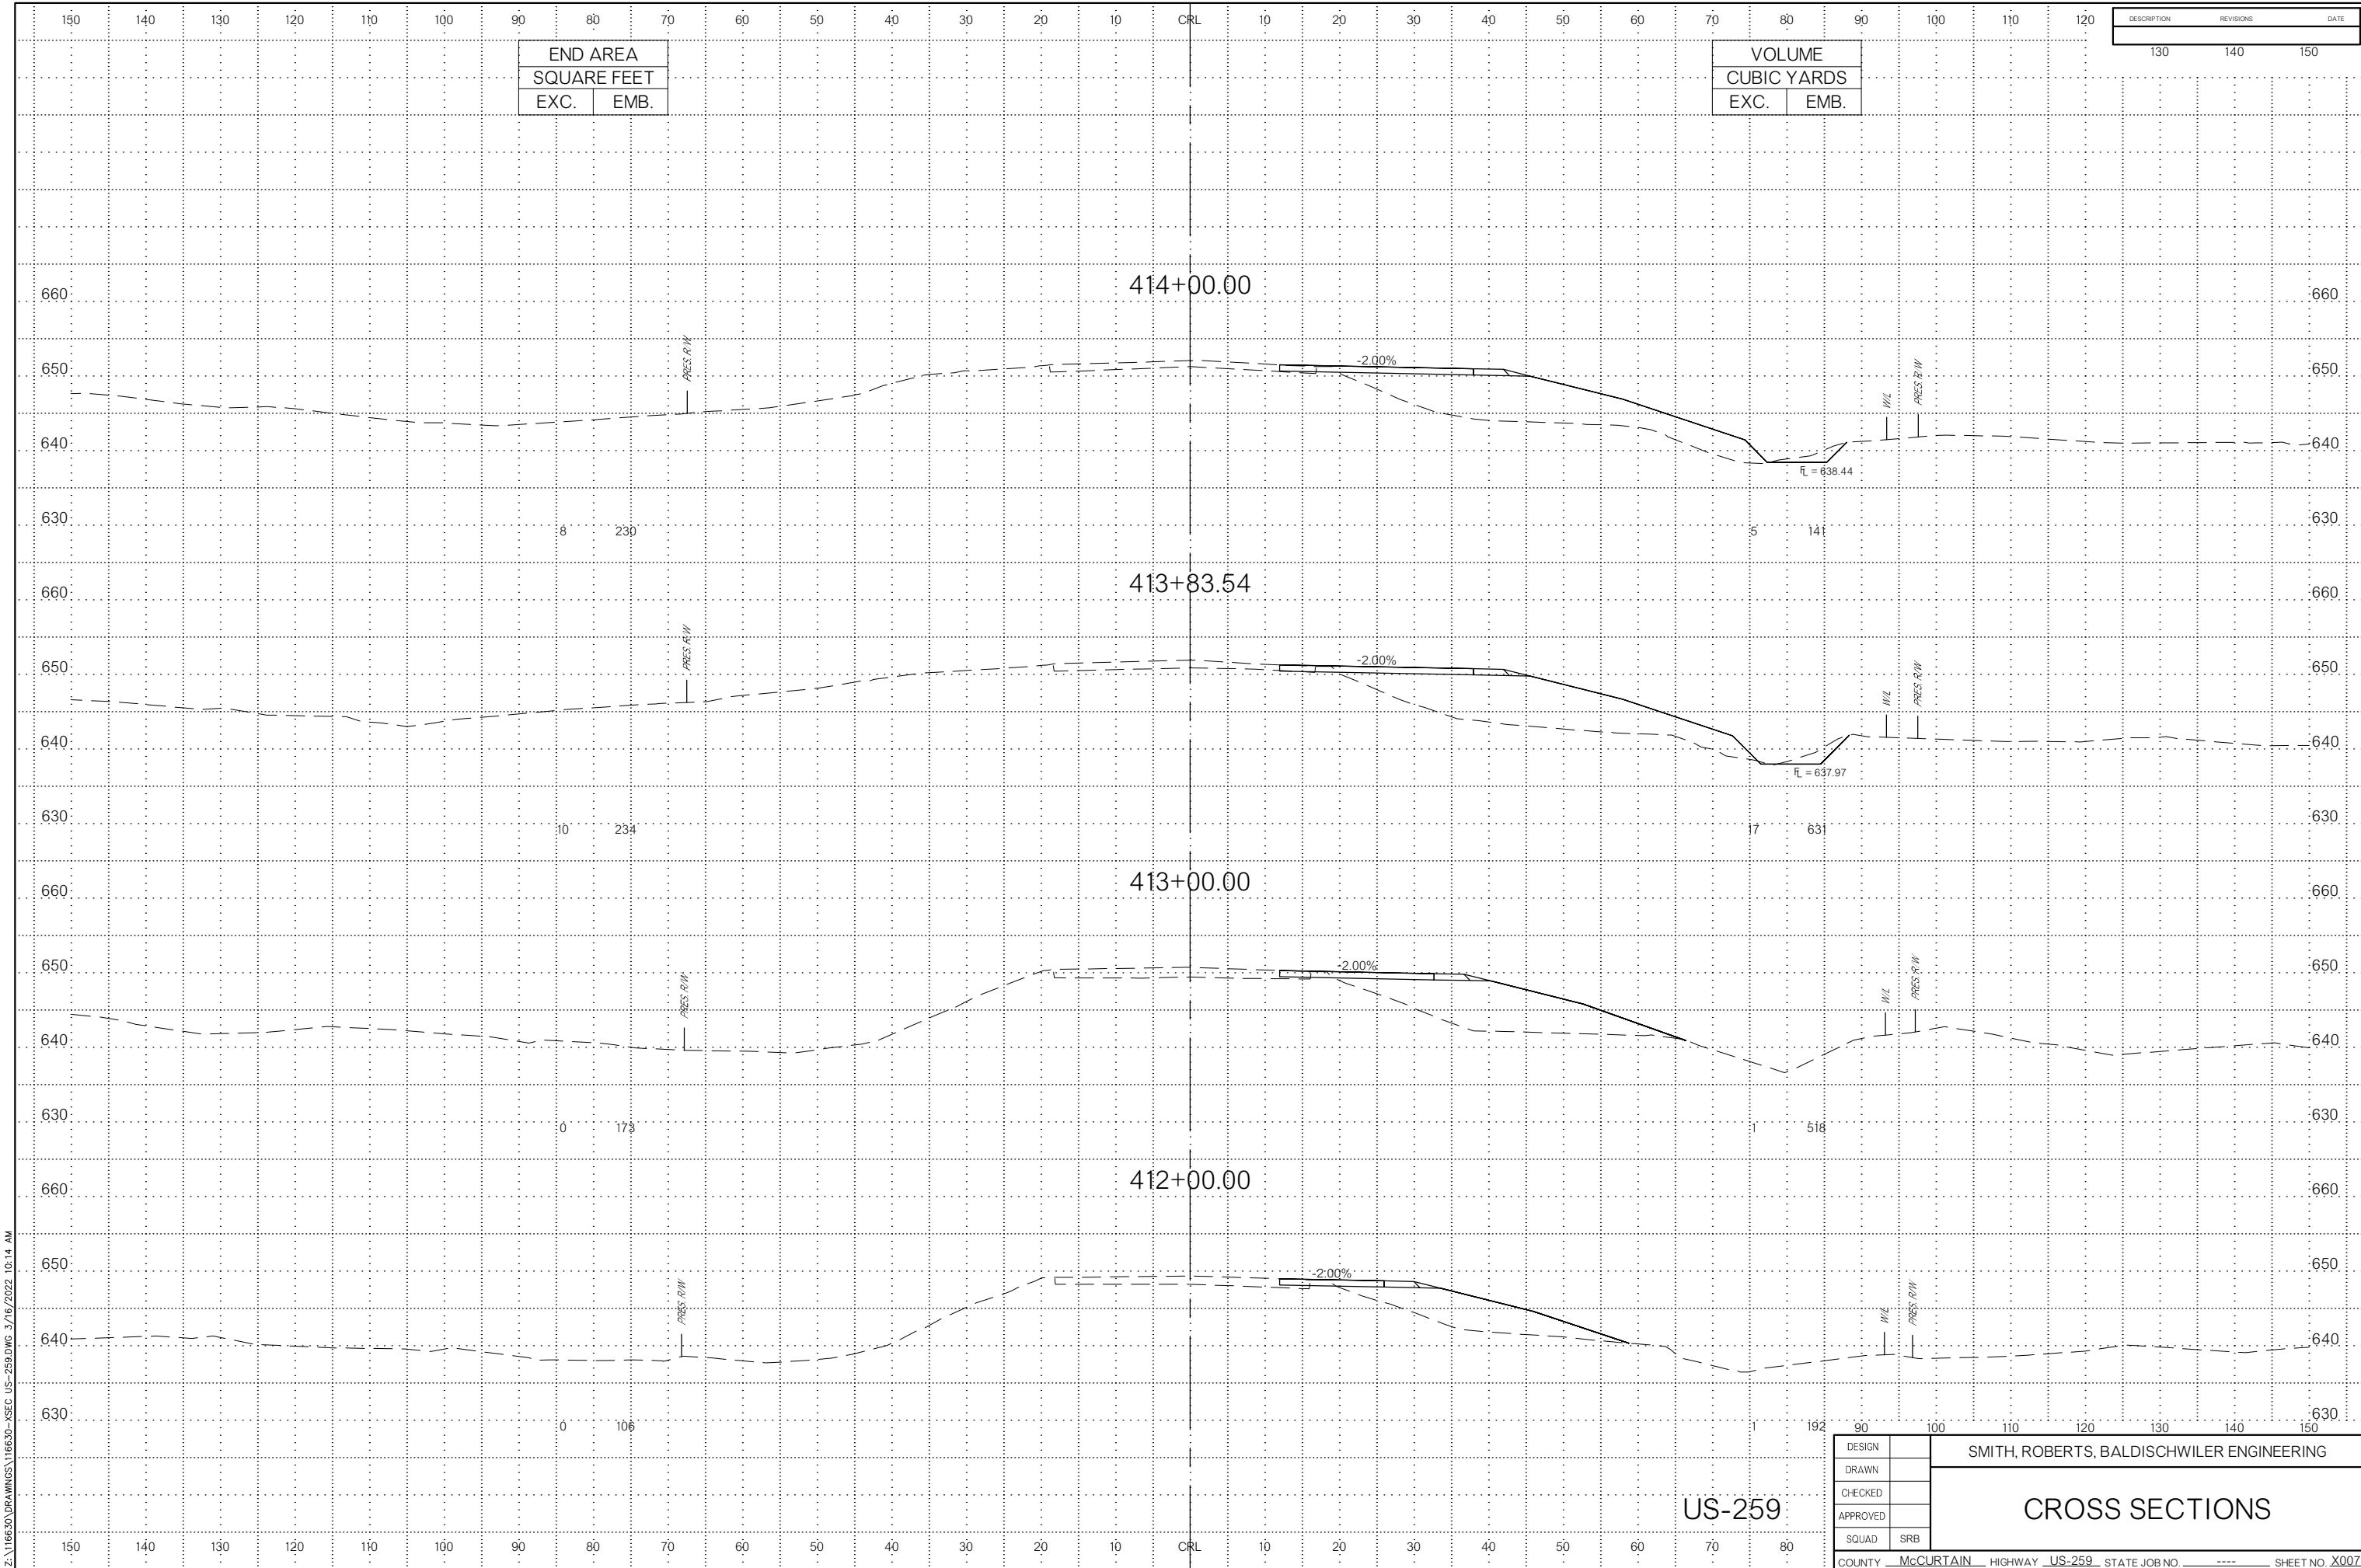 150 140 130 120 110 100 90 80 70 60 50 40 30 20 10 CRL 10 20 30 40 50 60 70 80 90 100 110 120
DESCRIPTION REVISIONS DATE
130 140 150
END AREA
SQUARE FEET
EXC. EMB.
VOLUME
CUBIC YARDS
EXC. EMB.
414+00.00
660 660
PRES. R/W
-2.00%
650 650
W/L
PRES. R/W
640 640
FL = 638.44
630 630
8 230 5 141
413+83.54
660 660
PRES. R/W
-2.00%
650 650
W/L
PRES. R/W
640 640
FL = 637.97
630 630
10 234 17 631
413+00.00
660 660
PRES. R/W
-2.00%
650 650
W/L
PRES. R/W
640 640
630 630
0 173 1 518
412+00.00
660 660
PRES. R/W
-2.00%
650 650
W/L
PRES. R/W
640 640
630 630
0 106 1 192
90 100 110 120 130 140 150
US-259
DESIGN
DRAWN
CHECKED
APPROVED
SQUAD SRB
SMITH, ROBERTS, BALDISCHWILER ENGINEERING
CROSS SECTIONS
150 140 130 120 110 100 90 80 70 60 50 40 30 20 10 CRL 10 20 30 40 50 60 70 80
COUNTY McCURTAIN HIGHWAY US-259 STATE JOB NO. ---- SHEET NO. X007
Z:\116630\DRAWINGS\116630-XSEC US-259.DWG 3/16/2022 10:14 AM